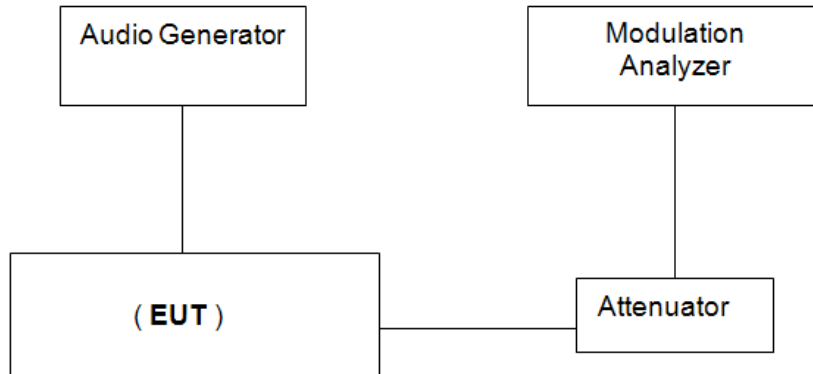 Audio Generator
Modulation
Analyzer
( EUT )
Attenuator